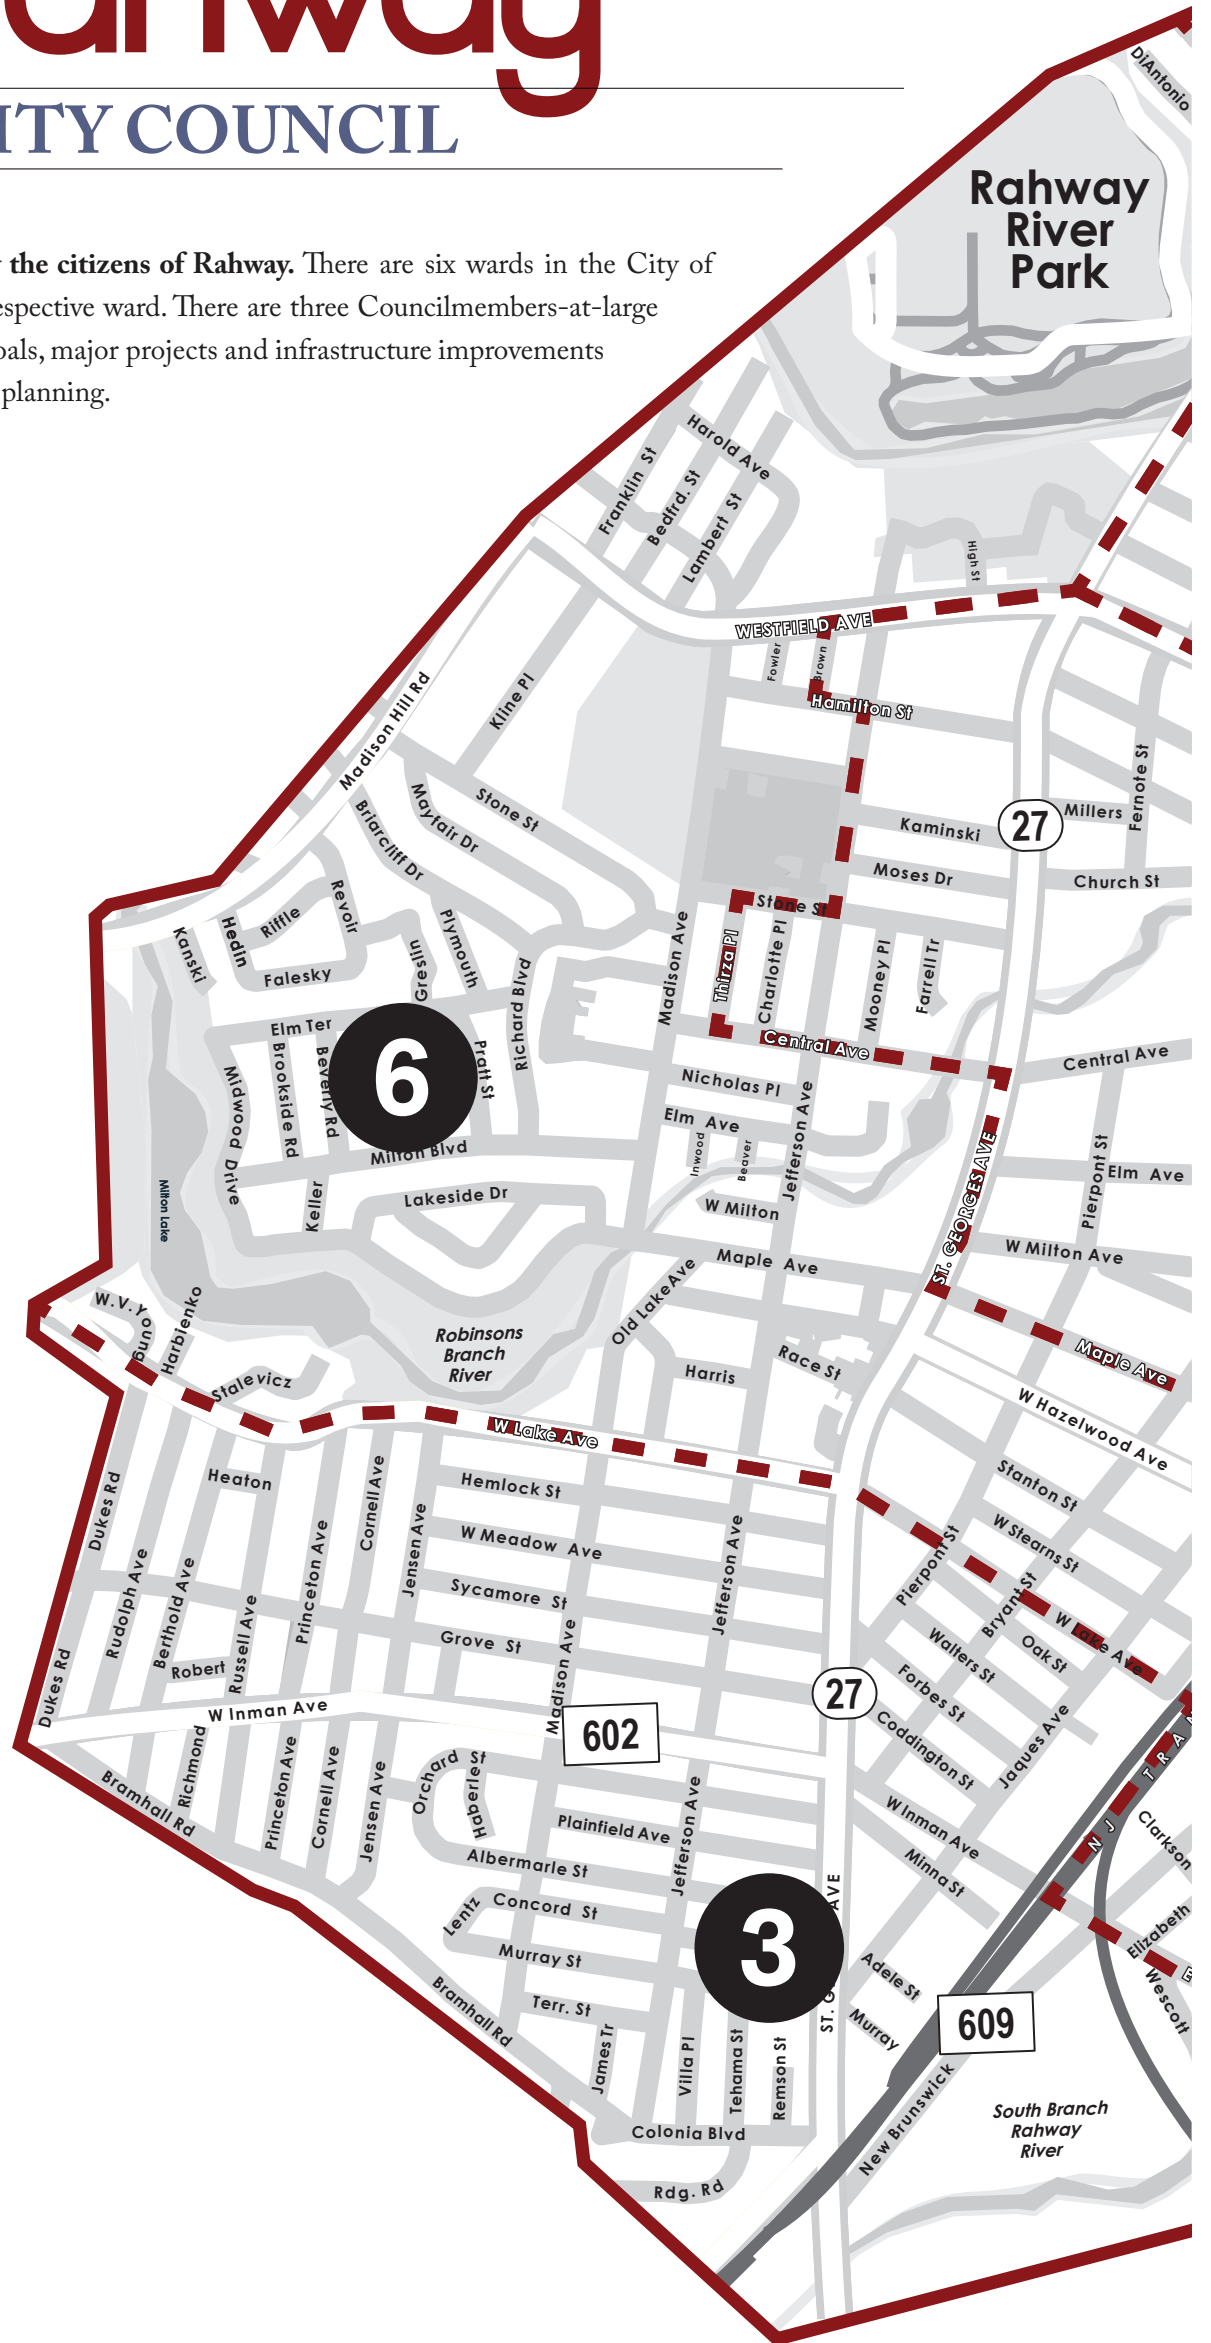 ITY COUNCIL
the citizens of Rahway. There are six wards in the City of
espective ward. There are three Councilmembers-at-large
oals, major projects and infrastructure improvements
planning.
DiAntonio
Rahway
River
Park
Harold Ave
Franklin St
Bedfrd. St
Lambert St
High St
WESTFIELD AVE
Fowler
Brown
Hamilton St
Madison Hill Rd
Kline Pl
Fernote St
Millers
27
Kaminski
Stone St
Mayfair Dr
Briarcliff Dr
Moses Dr
Church St
Revoir
Riffle
Hedin
Kanski
Falesky
Plymouth
Greslin
Stone St
Madison Ave
Thirza Pl
Charlotte Pl
Mooney Pl
Farrell Tr
Richard Blvd
Elm Ter
Central Ave
Central Ave
6
Brookside Rd
Beverly Rd
Pratt St
Midwood Drive
Nicholas Pl
Elm Ave
Inwood
Beaver
Jefferson Ave
Milton Blvd
Pierpont St
Elm Ave
ST. GEORGES AVE
Milton Lake
Keller
Lakeside Dr
W Milton
W Milton Ave
Maple Ave
Old Lake Ave
W.V.Young
Harbienko
Robinsons
Branch
River
Harris
Race St
Maple Ave
Stalevicz
W Hazelwood Ave
W Lake Ave
Heaton
Cornell Ave
Hemlock St
Stanton St
Dukes Rd
Jensen Ave
W Meadow Ave
W Stearns St
Rudolph Ave
Berthold Ave
Princeton Ave
Jefferson Ave
Pierpont St
Sycamore St
Bryant St
Russell Ave
Grove St
Madison Ave
Walters St
Oak St
W Lake Ave
Robert
Dukes Rd
Forbes St
27
W Inman Ave
602
Coddington St
Jaques Ave
NJ TRAN
Richmond
Princeton Ave
Cornell Ave
Jensen Ave
Orchard St
Haberle
Bramhall Rd
Jefferson Ave
Plainfield Ave
W Inman Ave
Clarkson
Albermarle St
Minna St
Concord St
Lentz
3
ST. G AVE
Elizabeth
E
Murray St
Adele St
Wescott
Bramhall Rd
Terr. St
Murray
609
James Tr
Villa Pl
Tehama St
Remson St
New Brunswick
South Branch
Rahway
River
Colonia Blvd
Rdg. Rd